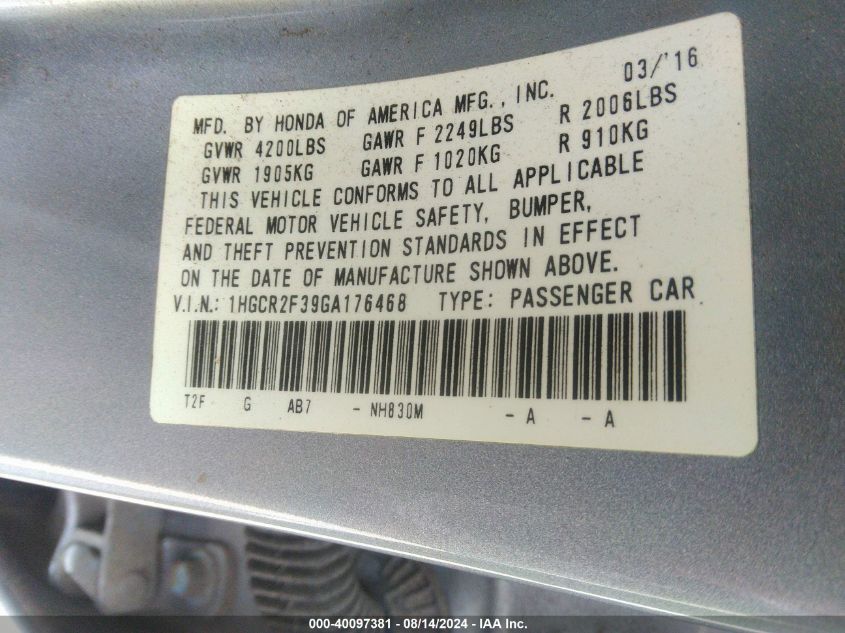 03/'16
MFD. BY HONDA OF AMERICA MFG., INC.
GVWR 4200LBS GAWR F 2249LBS R 2006LBS
GVWR 1905KG GAWR F 1020KG R 910KG
THIS VEHICLE CONFORMS TO ALL APPLICABLE
FEDERAL MOTOR VEHICLE SAFETY, BUMPER,
AND THEFT PREVENTION STANDARDS IN EFFECT
ON THE DATE OF MANUFACTURE SHOWN ABOVE.
V.I.N.: 1HGCR2F39GA176468 TYPE: PASSENGER CAR
T2F G AB7 - NH830M - A - A
000-40097381 - 08/14/2024 - IAA Inc.